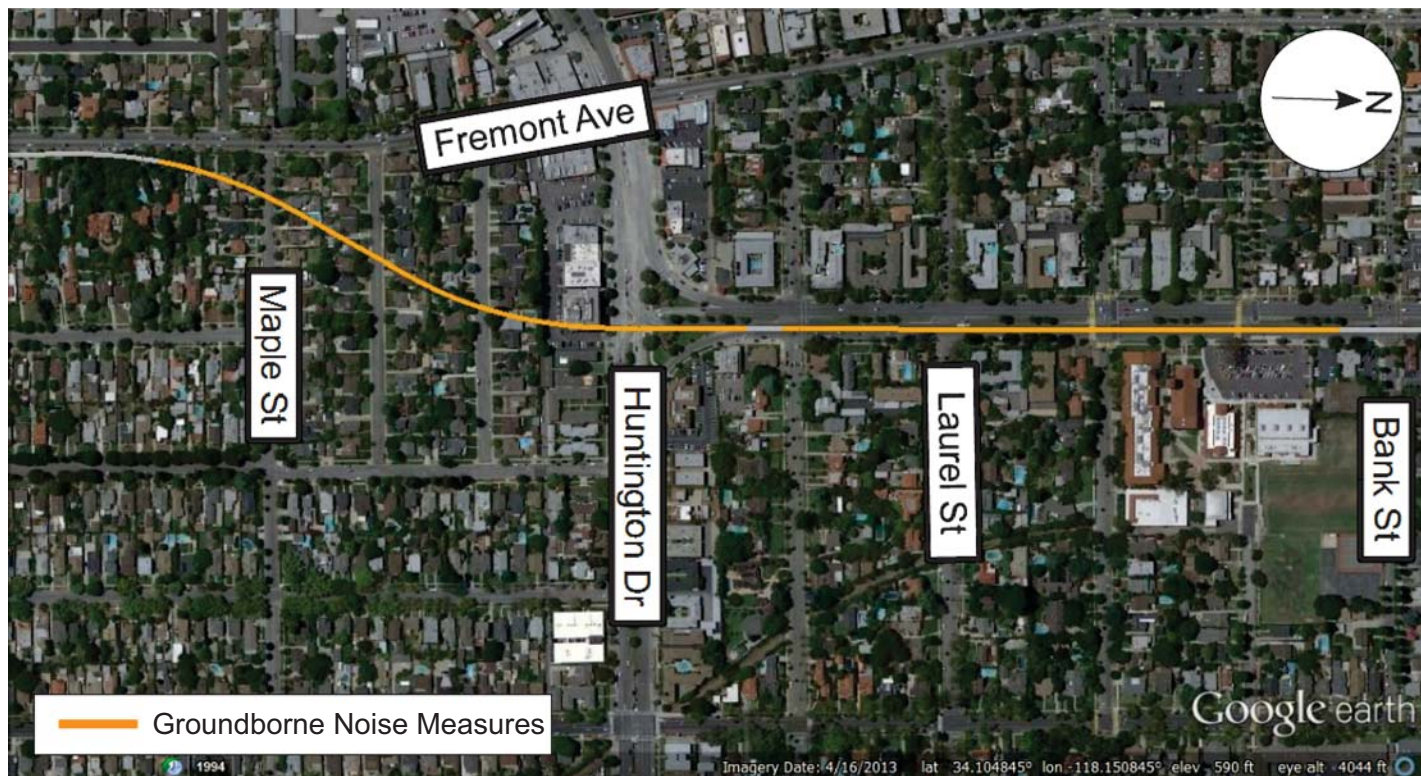 N
Fremont Ave
Maple St
Huntington Dr
Laurel St
Bank St
Groundborne Noise Measures
Google earth
1994
Imagery Date: 4/16/2013 lat 34.104845° lon -118.150845° elev 590 ft eye alt 4044 ft